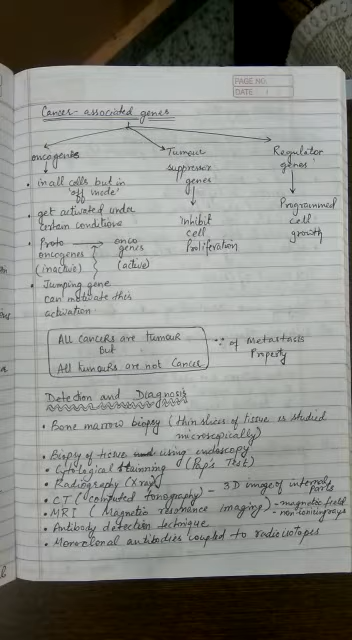 PAGE NO.
DATE
Cancer-associated genes
oncogenes
Tumour suppressor genes
Regulator genes
• in all cells but in 'off mode'
• get activated under certain conditions
• Proto oncogenes (inactive) → onco genes (active)
• Jumping gene can motivate this activation
Inhibit cell Proliferation
Programmed cell growth
All cancers are tumour
but
All tumours are not Cancer
∵ of Metastasis Property
Detection and Diagnosis
• Bone marrow biopsy (thin slices of tissue is studied
microscopically)
• Biopsy of tissue using endoscopy
• Cytological stainning (Pap's Test)
• Radiography (X rays)
• CT (computed tomography) - 3D image of internal parts
• MRI (Magnetic resonance imaging) - magnetic field
- non-ionising rays
• Antibody detection technique
• Monoclonal antibodies coupled to radioisotopes